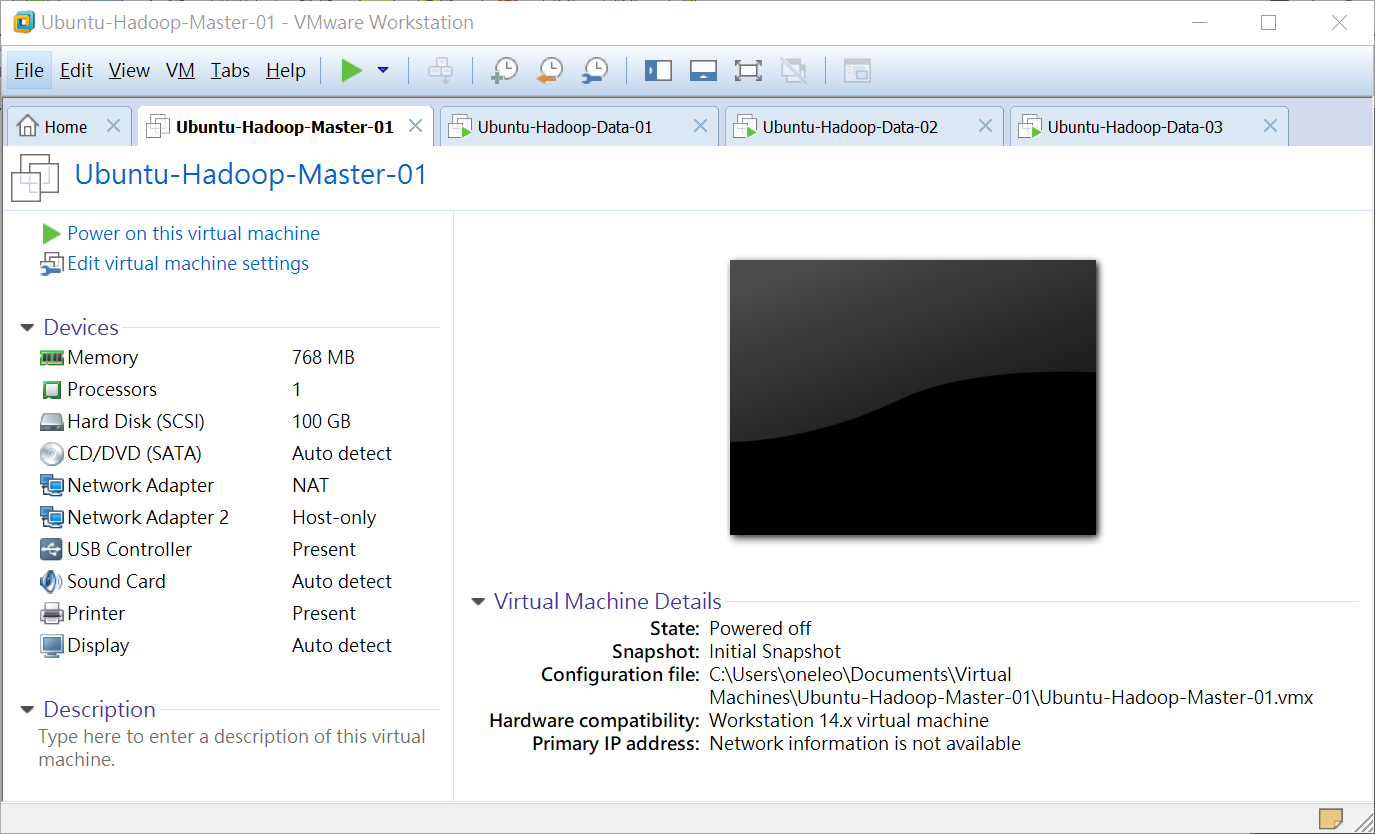 Ubuntu-Hadoop-Master-01 - VMware Workstation
File Edit View VM Tabs Help
Home Ubuntu-Hadoop-Master-01 Ubuntu-Hadoop-Data-01 Ubuntu-Hadoop-Data-02 Ubuntu-Hadoop-Data-03
Ubuntu-Hadoop-Master-01
Power on this virtual machine
Edit virtual machine settings
Devices
Memory 768 MB
Processors 1
Hard Disk (SCSI) 100 GB
CD/DVD (SATA) Auto detect
Network Adapter NAT
Network Adapter 2 Host-only
USB Controller Present
Sound Card Auto detect
Printer Present
Display Auto detect
Description
Type here to enter a description of this virtual
machine.
Virtual Machine Details
State: Powered off
Snapshot: Initial Snapshot
Configuration file: C:\Users\oneleo\Documents\Virtual
Machines\Ubuntu-Hadoop-Master-01\Ubuntu-Hadoop-Master-01.vmx
Hardware compatibility: Workstation 14.x virtual machine
Primary IP address: Network information is not available